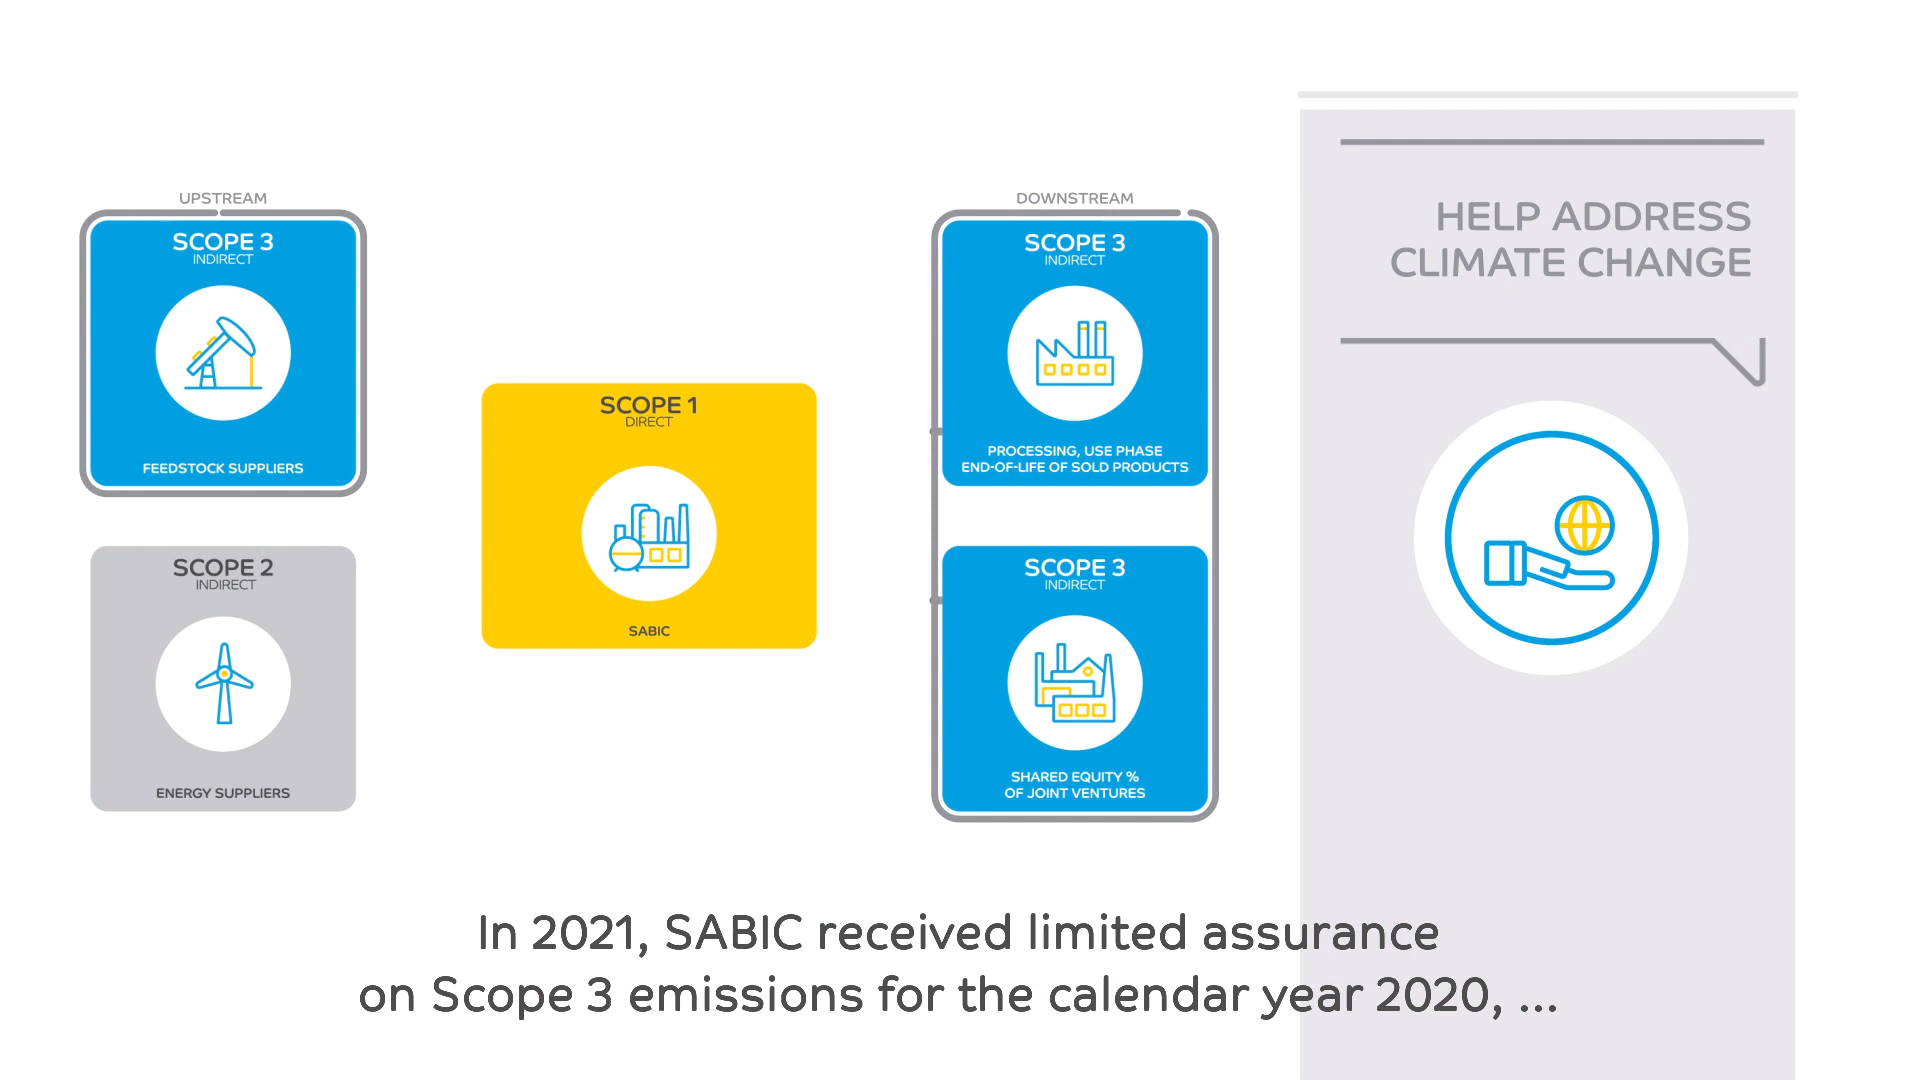 UPSTREAM
SCOPE 3
INDIRECT
FEEDSTOCK SUPPLIERS
SCOPE 2
INDIRECT
ENERGY SUPPLIERS
SCOPE 1
DIRECT
SABIC
DOWNSTREAM
SCOPE 3
INDIRECT
PROCESSING, USE PHASE
END-OF-LIFE OF SOLD PRODUCTS
SCOPE 3
INDIRECT
SHARED EQUITY %
OF JOINT VENTURES
HELP ADDRESS
CLIMATE CHANGE
In 2021, SABIC received limited assurance
on Scope 3 emissions for the calendar year 2020, ...